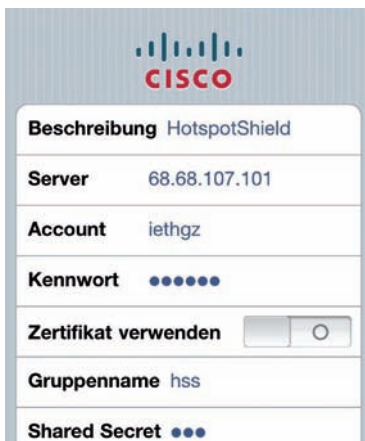 CISCO
Beschreibung HotspotShield
Server 68.68.107.101
Account iethgz
Kennwort ●●●●●●
Zertifikat verwenden
Gruppenname hss
Shared Secret ●●●